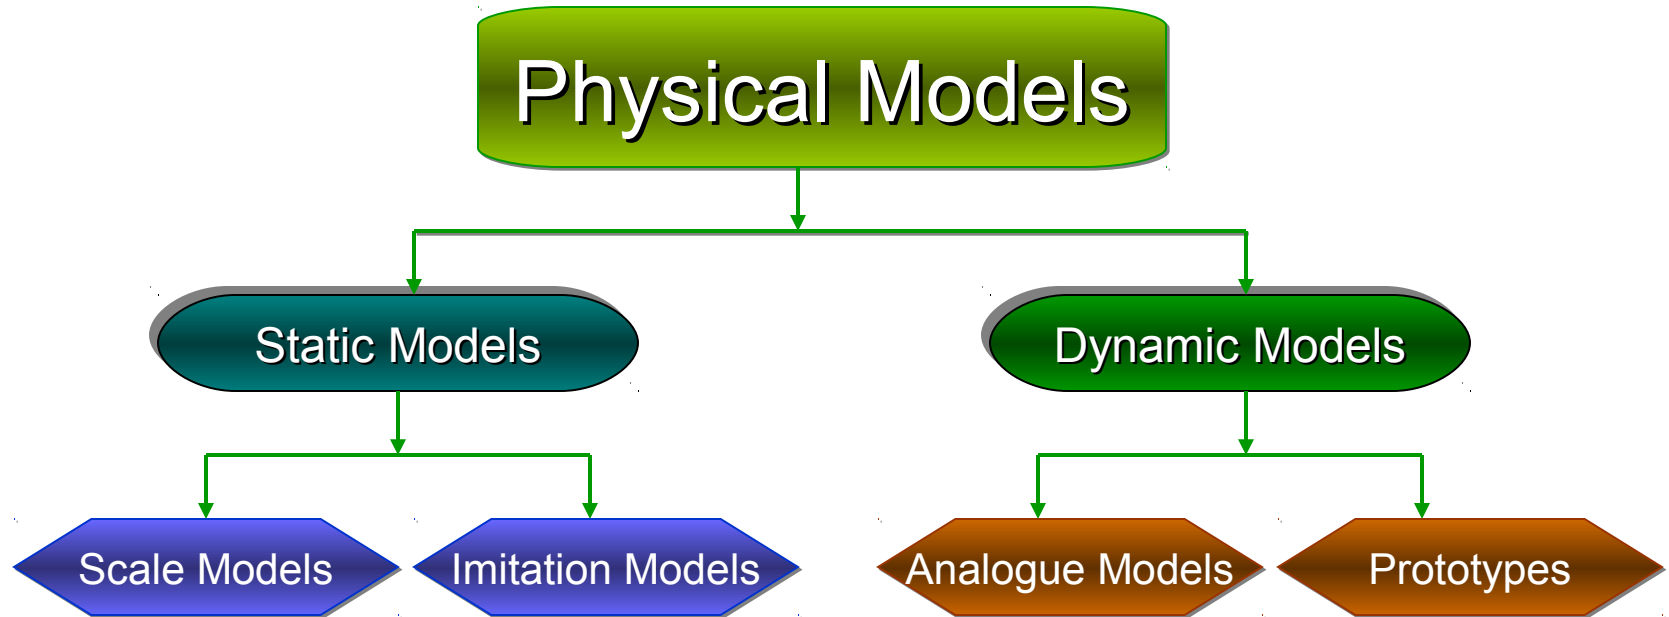 Physical Models
Static Models
Dynamic Models
Scale Models
Imitation Models
Analogue Models
Prototypes